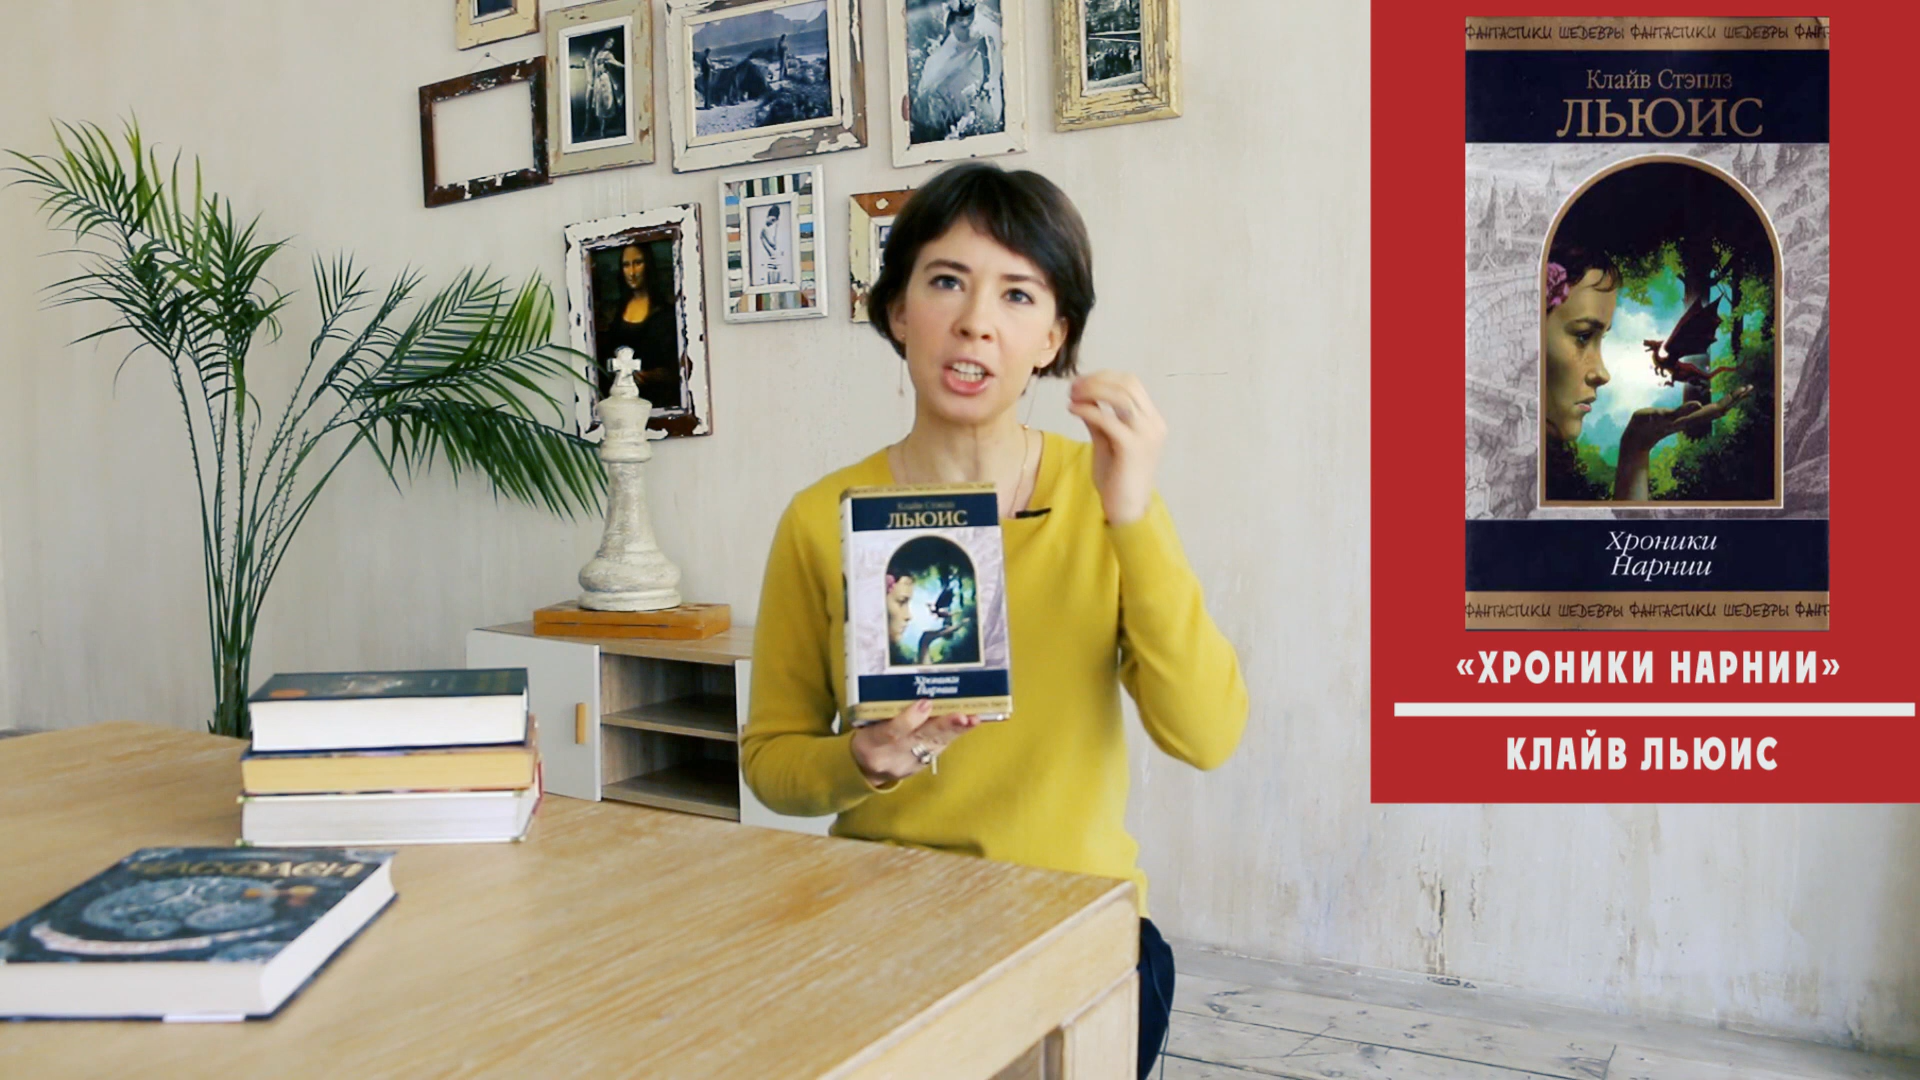 ФАНТАСТИКИ ШЕДЕВРЫ ФАНТАСТИКИ ШЕДЕВРЫ ФАНТ
Клайв Стэплз
ЛЬЮИС
Хроники
Нарнии
ФАНТАСТИКИ ШЕДЕВРЫ ФАНТАСТИКИ ШЕДЕВРЫ ФАНТ
«ХРОНИКИ НАРНИИ»
КЛАЙВ ЛЬЮИС
Клайв Стэплз
ЛЬЮИС
Хроники
Нарнии